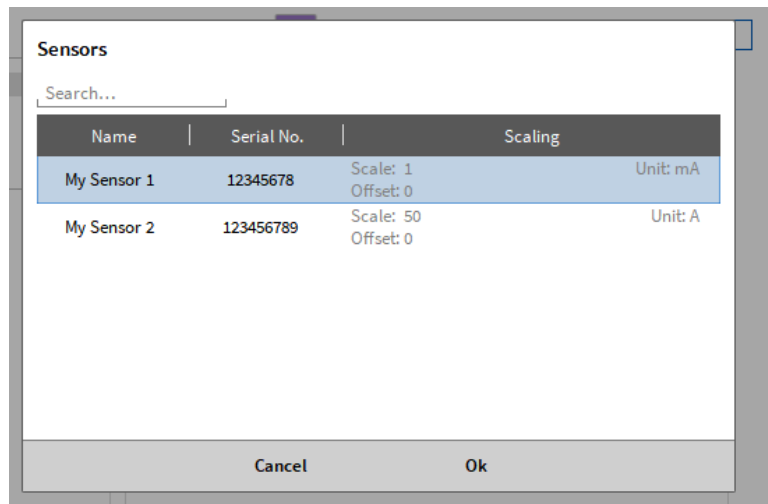 Sensors
Search...
Name Serial No. Scaling
My Sensor 1 12345678 Scale: 1 Unit: mA
Offset: 0
My Sensor 2 123456789 Scale: 50 Unit: A
Offset: 0
Cancel Ok